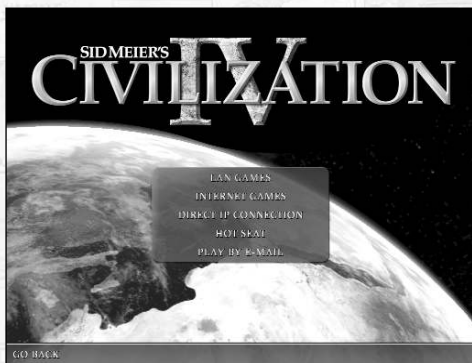 SID MEIER'S
CIVILIZATION
IV
LAN GAMES
INTERNET GAMES
DIRECT IP CONNECTION
HOT SEAT
PLAY BY E-MAIL
GO BACK